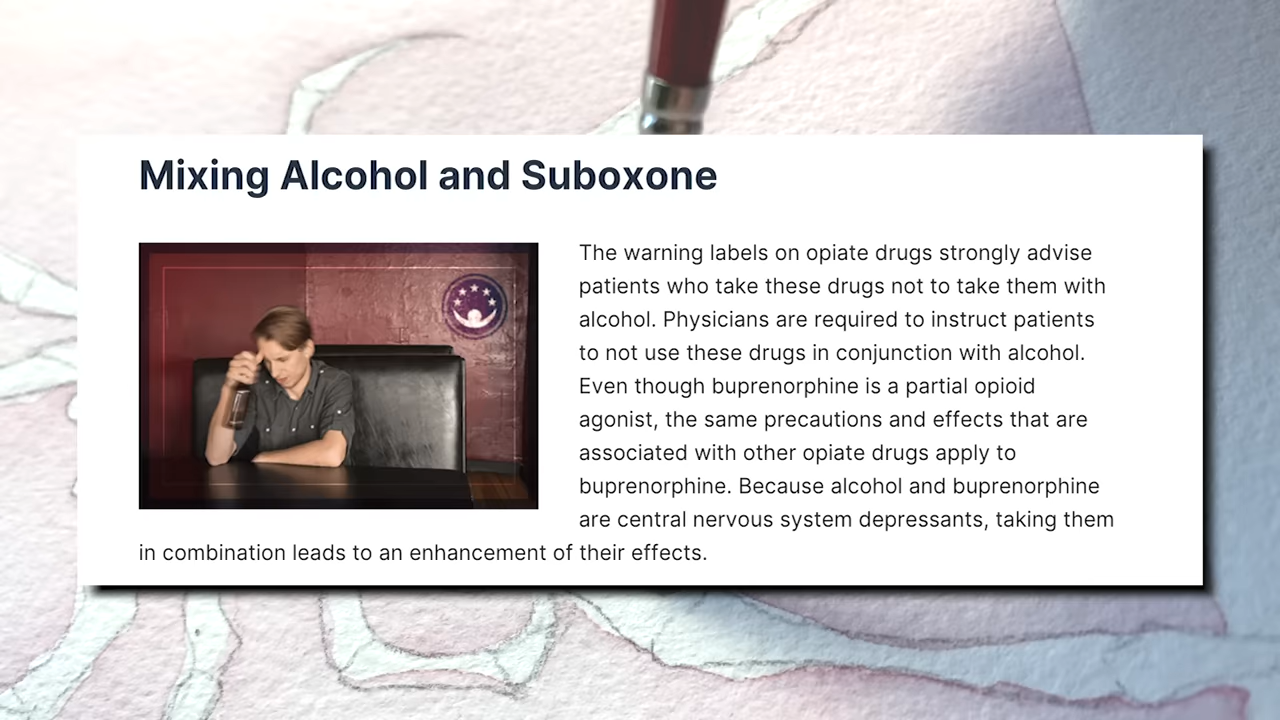 Mixing Alcohol and Suboxone
The warning labels on opiate drugs strongly advise
patients who take these drugs not to take them with
alcohol. Physicians are required to instruct patients
to not use these drugs in conjunction with alcohol.
Even though buprenorphine is a partial opioid
agonist, the same precautions and effects that are
associated with other opiate drugs apply to
buprenorphine. Because alcohol and buprenorphine
are central nervous system depressants, taking them
in combination leads to an enhancement of their effects.